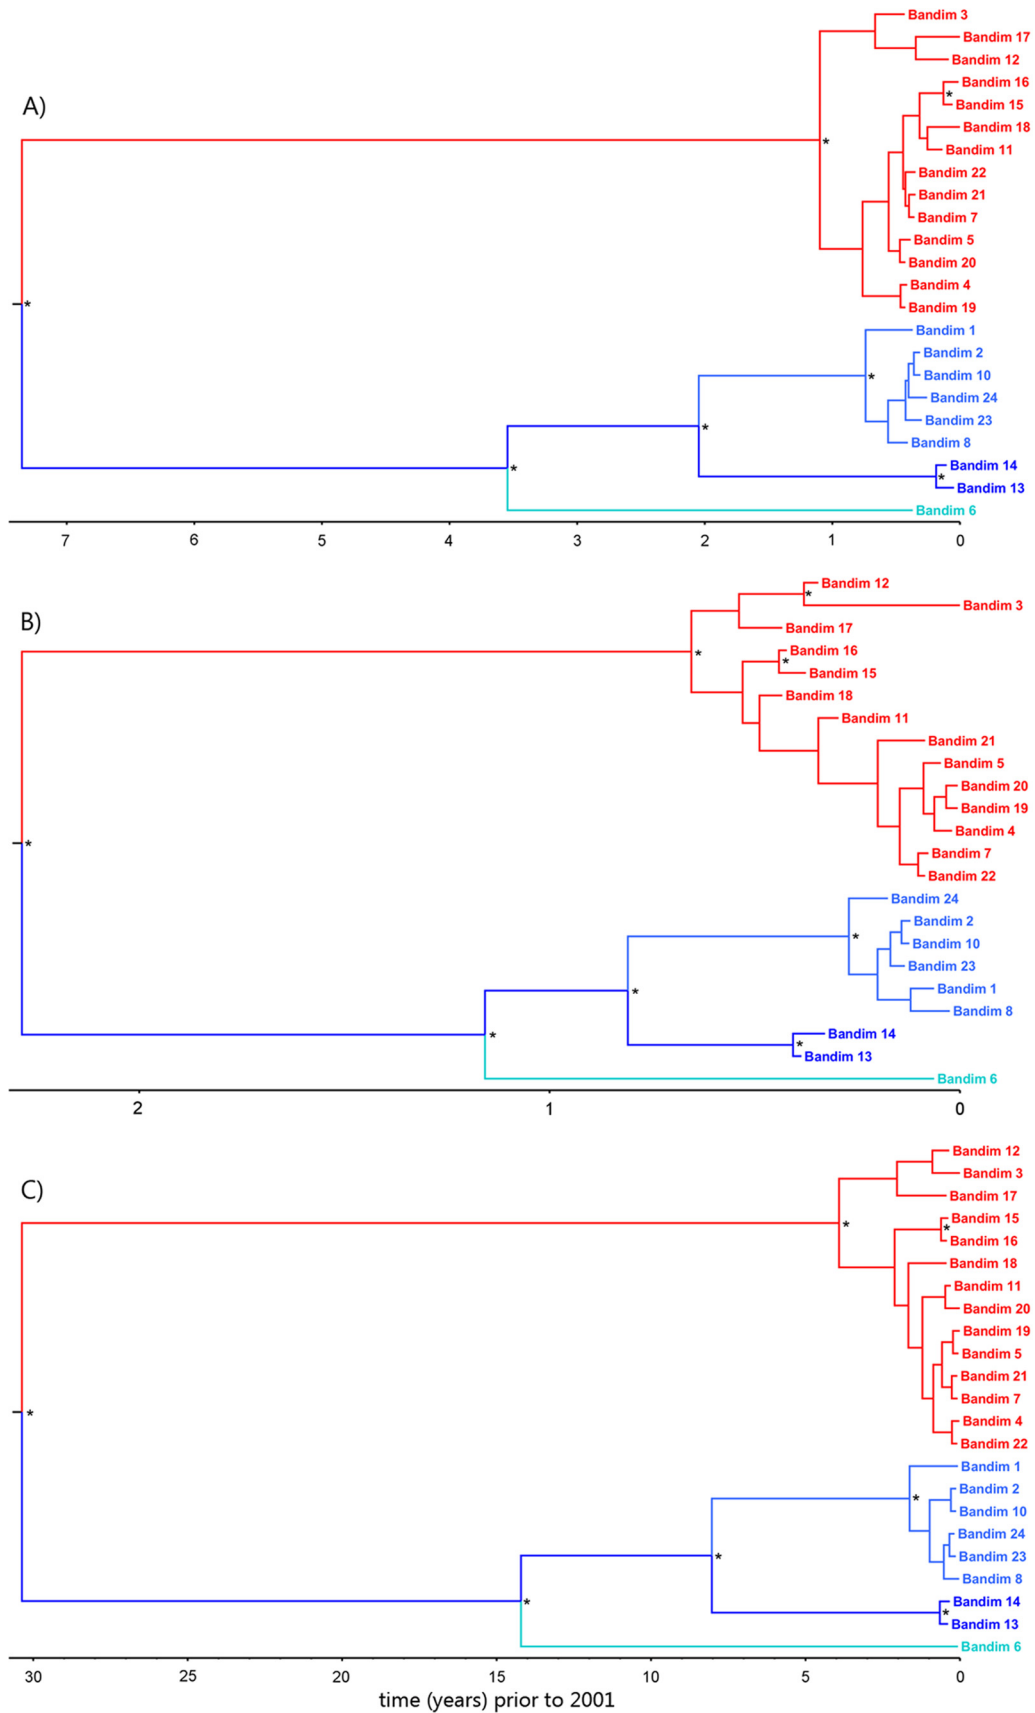 Bandim 3
Bandim 17
Bandim 12
Bandim 16
A)
*
Bandim 15
Bandim 18
*
Bandim 11
Bandim 22
Bandim 21
Bandim 7
Bandim 5
Bandim 20
Bandim 4
*
Bandim 19
Bandim 1
Bandim 2
*
Bandim 10
Bandim 24
Bandim 23
*
Bandim 8
*
Bandim 14
*
Bandim 13
Bandim 6
7 6 5 4 3 2 1 0
Bandim 12
*
Bandim 3
B)
Bandim 17
*
Bandim 16
*
Bandim 15
Bandim 18
Bandim 11
Bandim 21
Bandim 5
Bandim 20
Bandim 19
Bandim 4
*
Bandim 7
Bandim 22
Bandim 24
Bandim 2
*
Bandim 10
Bandim 23
Bandim 1
*
Bandim 8
*
Bandim 14
*
Bandim 13
Bandim 6
2 1 0
Bandim 12
Bandim 3
C)
Bandim 17
Bandim 15
*
*
Bandim 16
Bandim 18
Bandim 11
Bandim 20
Bandim 19
Bandim 5
Bandim 21
Bandim 7
*
Bandim 4
Bandim 22
Bandim 1
Bandim 2
*
Bandim 10
Bandim 24
*
Bandim 23
Bandim 8
*
Bandim 14
*
Bandim 13
Bandim 6
30 25 20 15 10 5 0
time (years) prior to 2001